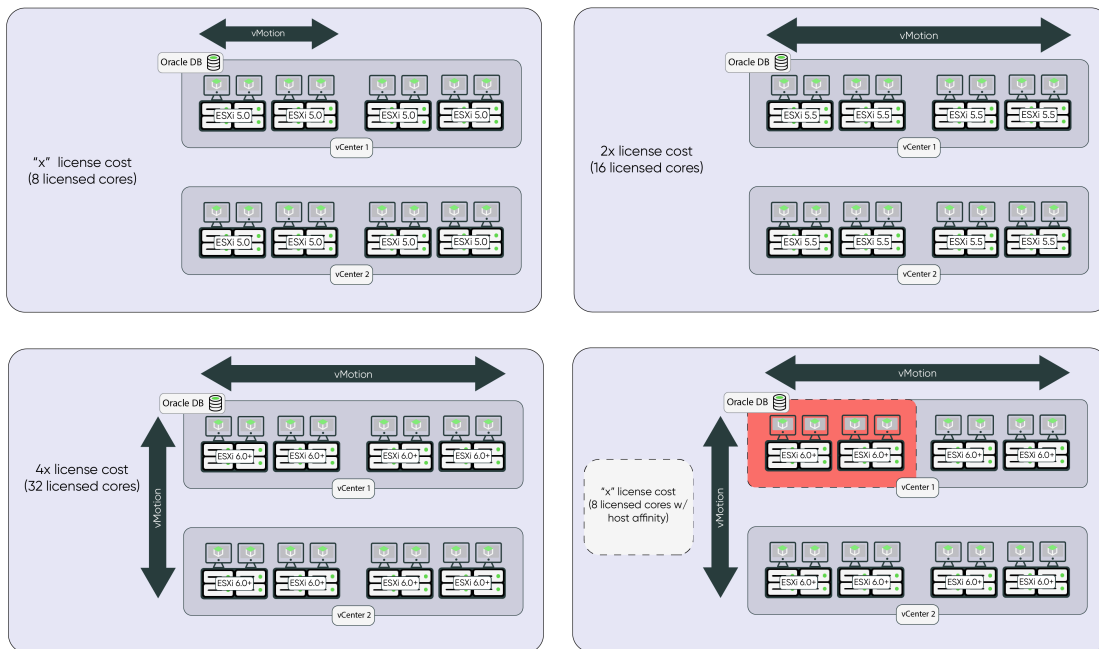 vMotion
Oracle DB
ESXi 5.0 ESXi 5.0 ESXi 5.0 ESXi 5.0
vCenter 1
“x” license cost
(8 licensed cores)
ESXi 5.0 ESXi 5.0 ESXi 5.0 ESXi 5.0
vCenter 2
vMotion
Oracle DB
ESXi 5.5 ESXi 5.5 ESXi 5.5 ESXi 5.5
vCenter 1
2x license cost
(16 licensed cores)
ESXi 5.5 ESXi 5.5 ESXi 5.5 ESXi 5.5
vCenter 2
vMotion
Oracle DB
ESXi 6.0+ ESXi 6.0+ ESXi 6.0+ ESXi 6.0+
4x license cost
(32 licensed cores)
vCenter 1
vMotion
ESXi 6.0+ ESXi 6.0+ ESXi 6.0+ ESXi 6.0+
vCenter 2
vMotion
Oracle DB
ESXi 6.0+ ESXi 6.0+ ESXi 6.0+ ESXi 6.0+
vCenter 1
“x” license cost
(8 licensed cores w/
host affinity)
vMotion
ESXi 6.0+ ESXi 6.0+ ESXi 6.0+ ESXi 6.0+
vCenter 2